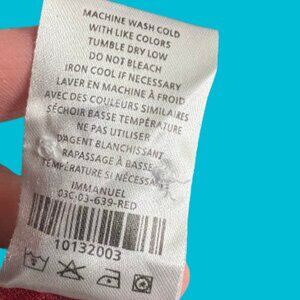 MACHINE WASH COLD
WITH LIKE COLORS
TUMBLE DRY LOW
DO NOT BLEACH
IRON COOL IF NECESSARY
LAVER EN MACHINE À FROID
AVEC DES COULEURS SIMILAIRES
SÉCHOIR BASSE TEMPÉRATURE
NE PAS UTILISER
D'AGENT BLANCHISSANT
RAPASSAGE À BASSE
TEMPÉRATURE SI NÉCESSA
IMMANUEL
03C-03-639-RED
10132003